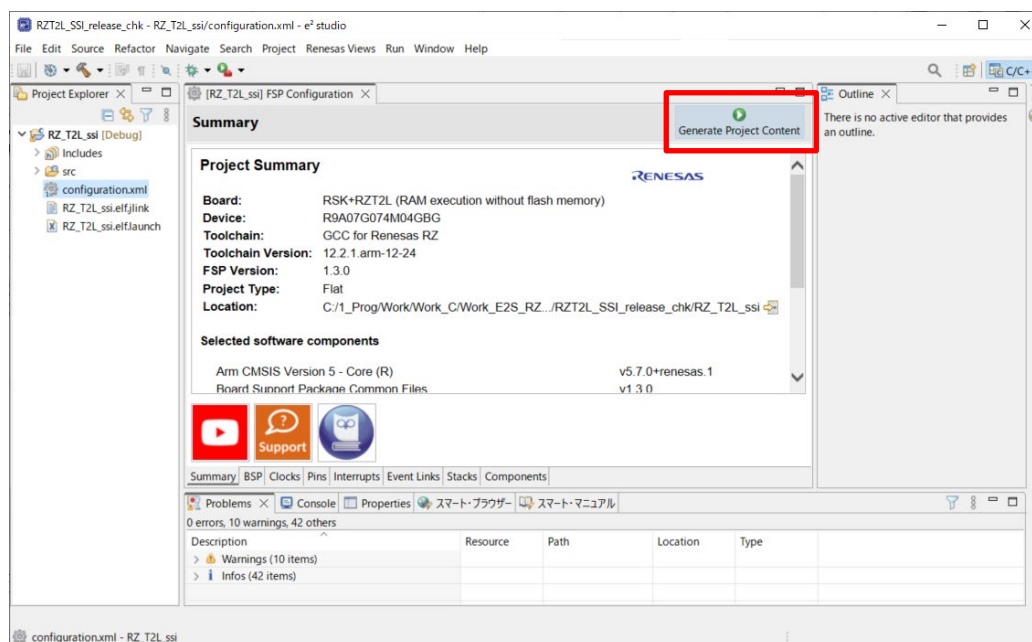 RZT2L_SSI_release_chk - RZ_T2L_ssi/configuration.xml - e² studio
File Edit Source Refactor Navigate Search Project Renesas Views Run Window Help
C/C+
Project Explorer
RZ_T2L_ssi [Debug]
Includes
src
configuration.xml
RZ_T2L_ssi.elf.jlink
RZ_T2L_ssi.elf.launch
[RZ_T2L_ssi] FSP Configuration
Summary
Generate Project Content
Project Summary
RENESAS
Board: RSK+RZT2L (RAM execution without flash memory)
Device: R9A07G074M04GBG
Toolchain: GCC for Renesas RZ
Toolchain Version: 12.2.1.arm-12-24
FSP Version: 1.3.0
Project Type: Flat
Location: C:/1_Prog/Work/Work_C/Work_E2S_RZ.../RZT2L_SSI_release_chk/RZ_T2L_ssi
Selected software components
Arm CMSIS Version 5 - Core (R) v5.7.0+renesas.1
Board Support Package Common Files v1.3.0
Support
Summary BSP Clocks Pins Interrupts Event Links Stacks Components
Outline
There is no active editor that provides
an outline.
Problems Console Properties スマート・ブラウザー スマート・マニュアル
0 errors, 10 warnings, 42 others
Description Resource Path Location Type
Warnings (10 items)
Infos (42 items)
configuration.xml - RZ_T2L_ssi